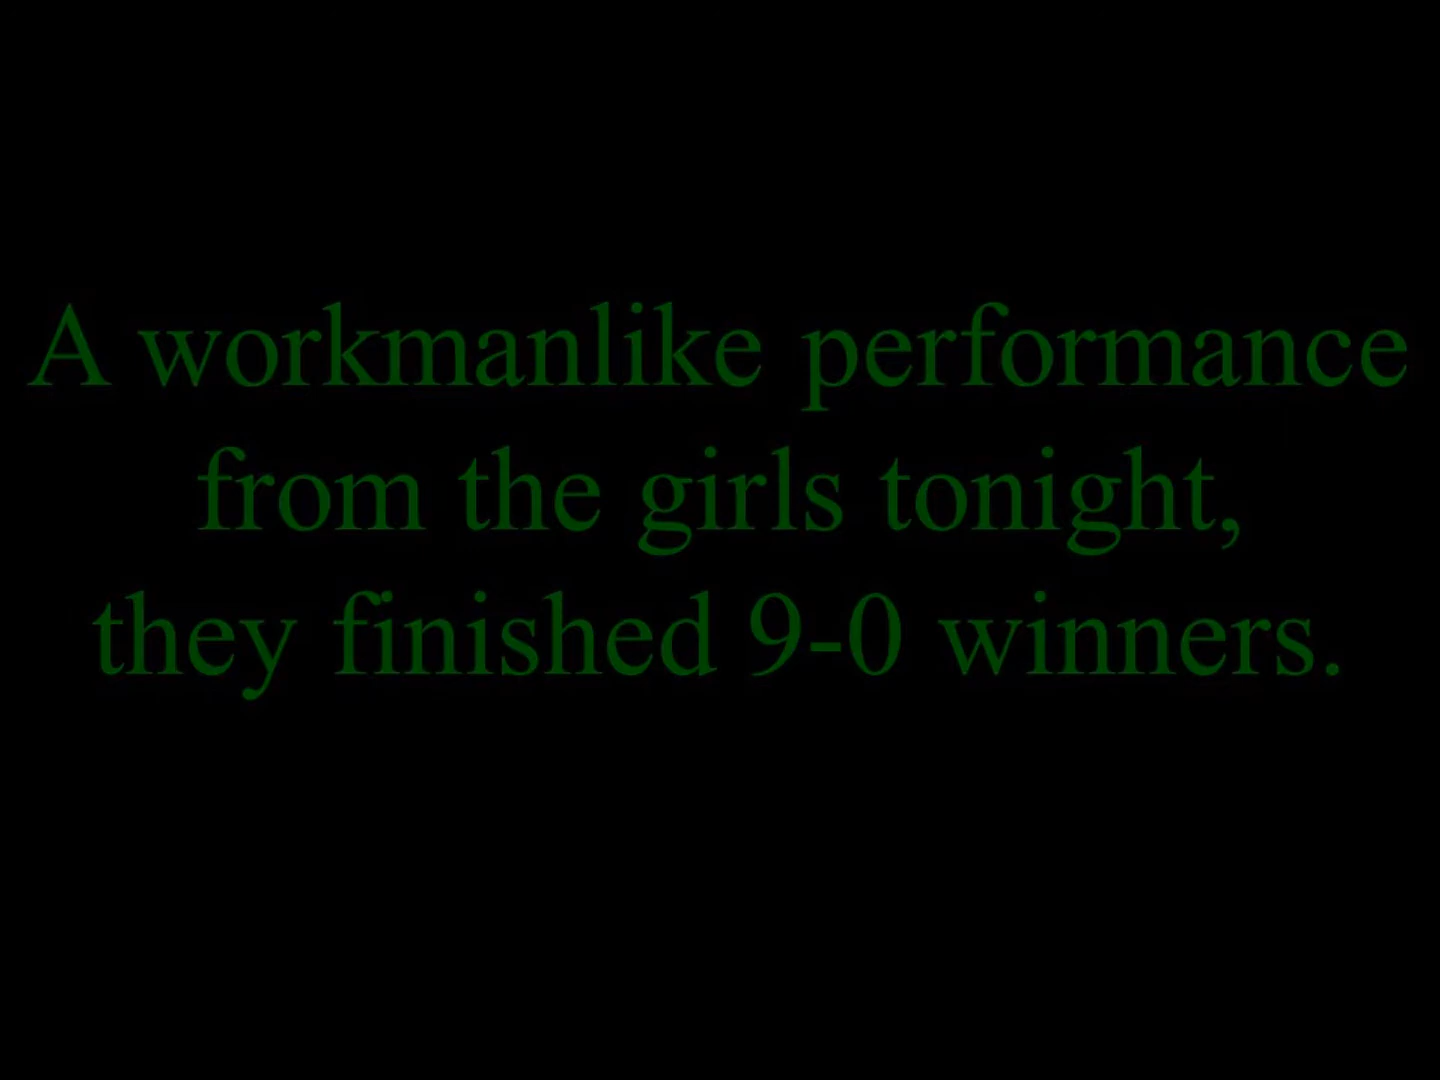 A workmanlike performance
from the girls tonight,
they finished 9-0 winners.